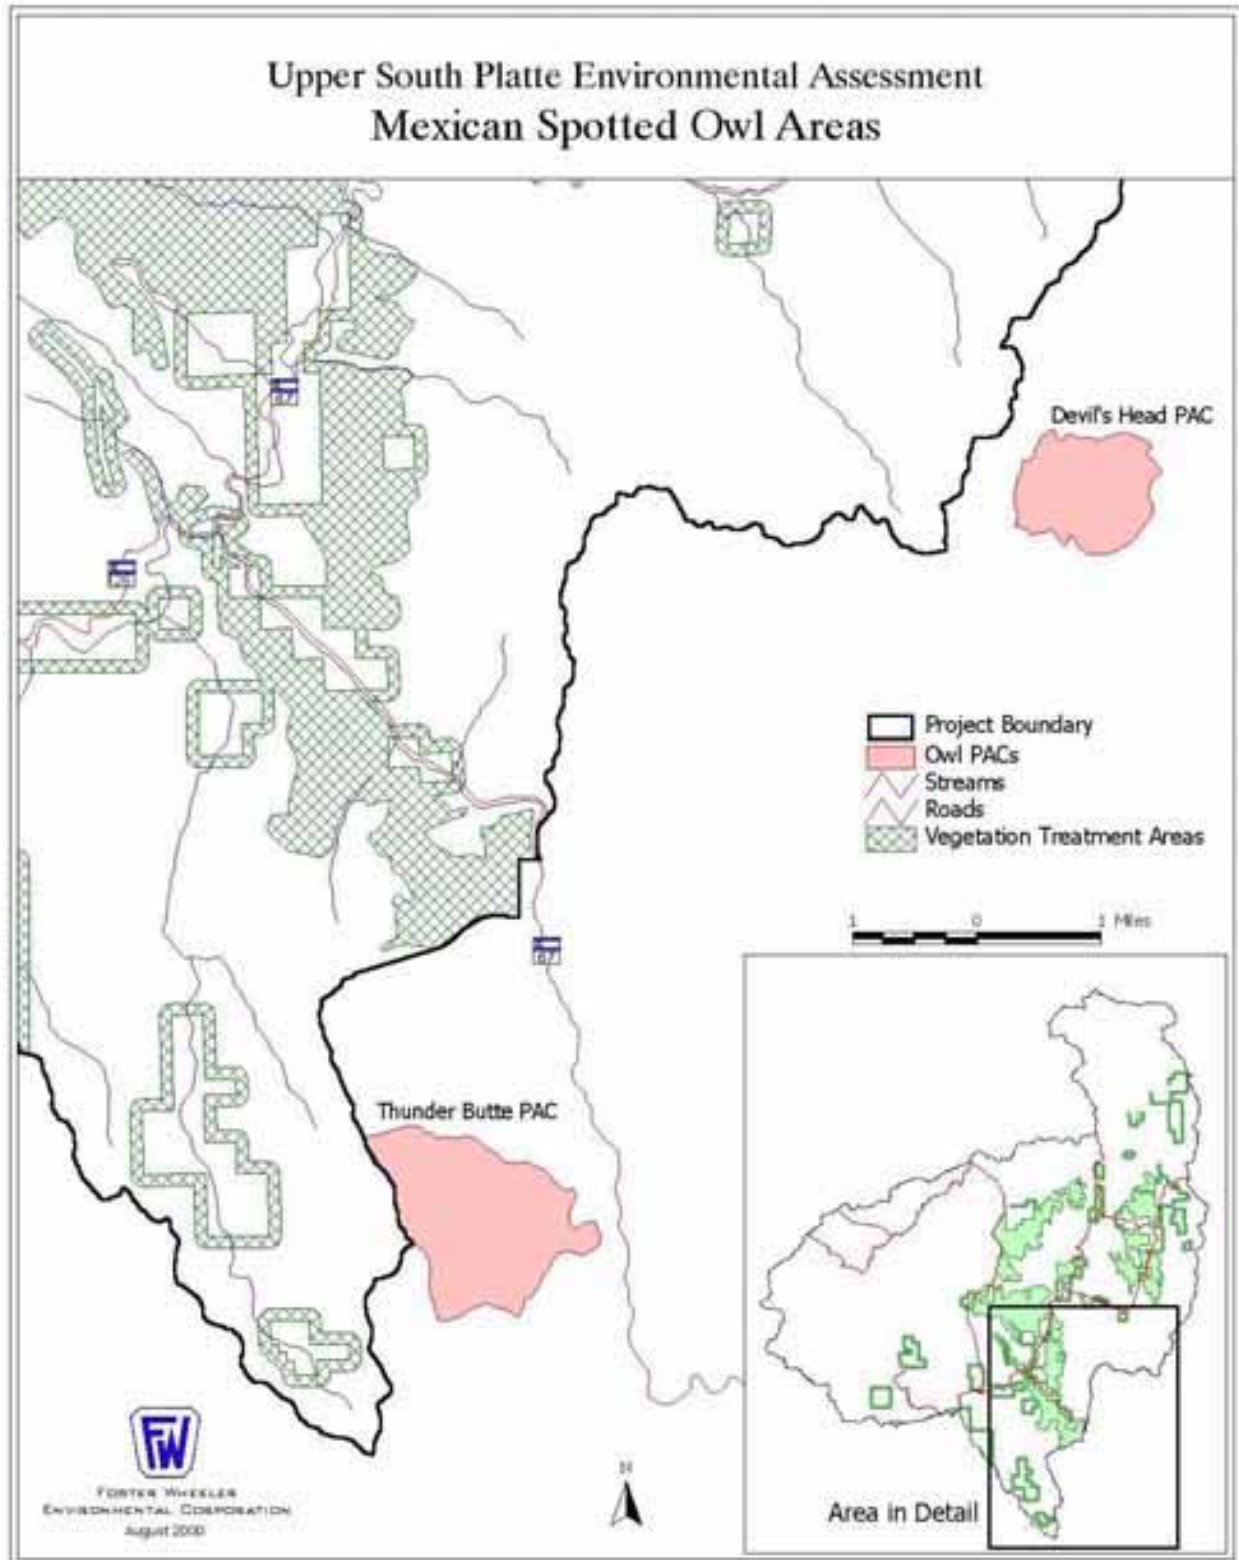 Upper South Platte Environmental Assessment
Mexican Spotted Owl Areas
67
Devil's Head PAC
Project Boundary
Owl PACs
Streams
Roads
Vegetation Treatment Areas
1 0 1 Miles
67
Thunder Butte PAC
FW
FOSTER WHEELER
ENVIRONMENTAL CORPORATION
August 2000
N
Area in Detail